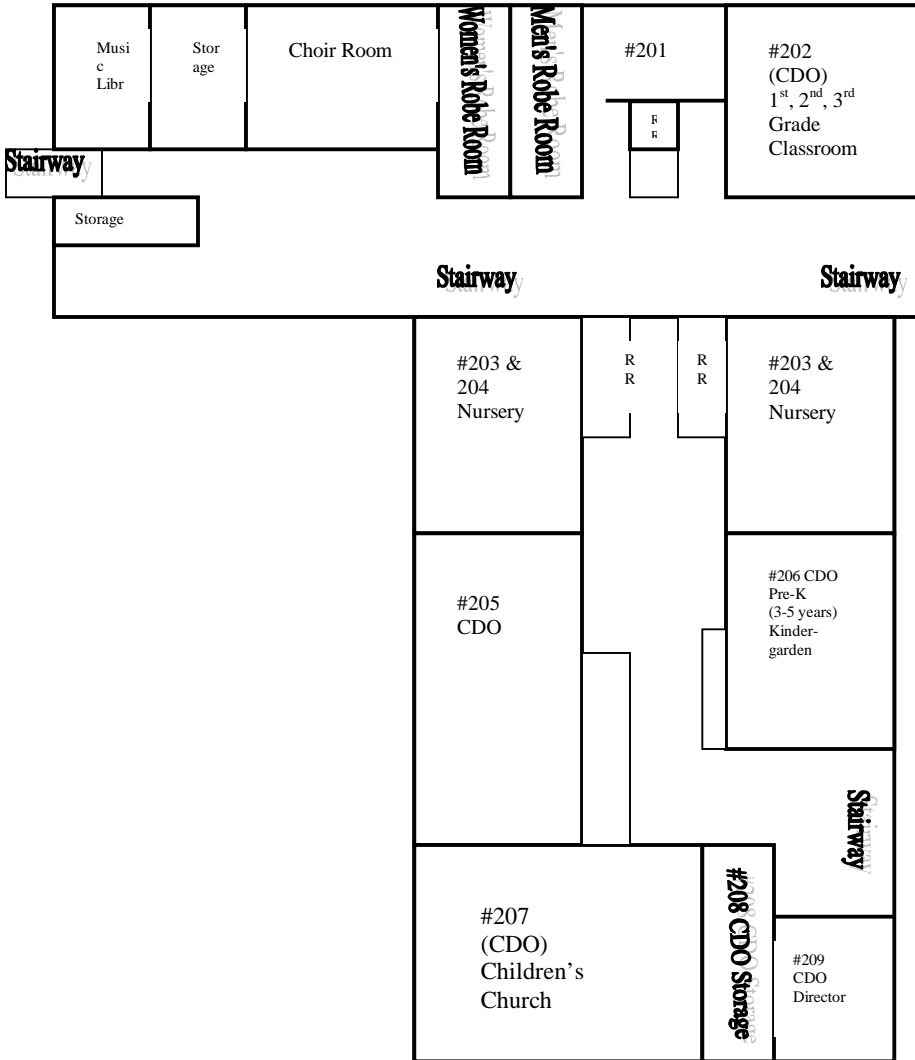 Musi
c
Libr
Stor
age
Choir Room
Women's Robe Room
Men's Robe Room
#201
R
R
#202
(CDO)
1st, 2nd, 3rd
Grade
Classroom
Stairway
Storage
Stairway
Stairway
#203 &
204
Nursery
R
R
R
R
#203 &
204
Nursery
#205
CDO
#206 CDO
Pre-K
(3-5 years)
Kinder-
garden
Stairway
#207
(CDO)
Children's
Church
#208 CDO Storage
#209
CDO
Director